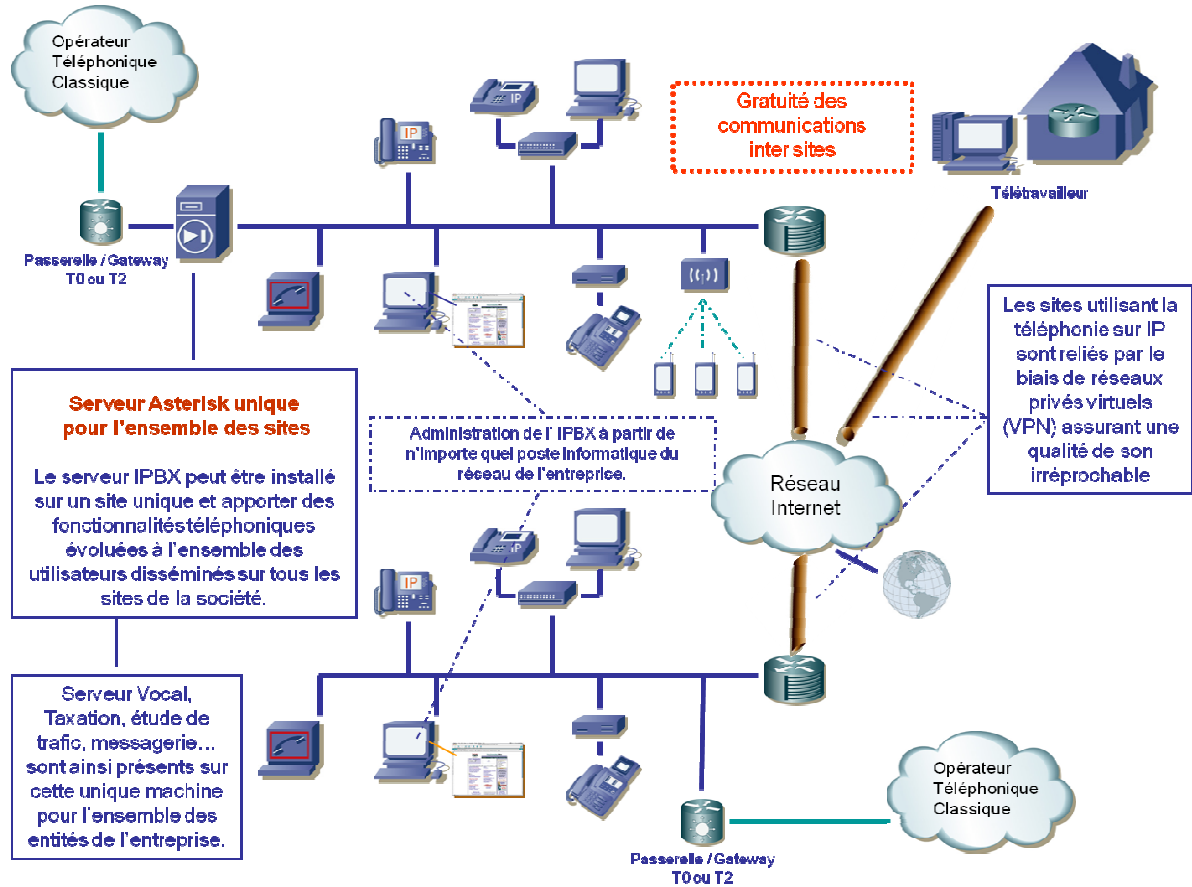 Opérateur
Téléphonique
Classique
IP
IP
Gratuité des
communications
inter sites
Télétravailleur
Passerelle / Gateway
T0 ou T2
Les sites utilisant la
téléphonie sur IP
sont reliés par le
biais de réseaux
privés virtuels
(VPN) assurant une
qualité de son
irréprochable
Serveur Asterisk unique
pour l'ensemble des sites
Le serveur IPBX peut être installé
sur un site unique et apporter des
fonctionnalités téléphoniques
évoluées à l'ensemble des
utilisateurs disséminés sur tous les
sites de la société.
Administration de l' IPBX à partir de
n'importe quel poste informatique du
réseau de l'entreprise.
Réseau
Internet
IP
IP
Serveur Vocal,
Taxation, étude de
trafic, messagerie...
sont ainsi présents sur
cette unique machine
pour l'ensemble des
entités de l'entreprise.
Opérateur
Téléphonique
Classique
Passerelle / Gateway
T0 ou T2